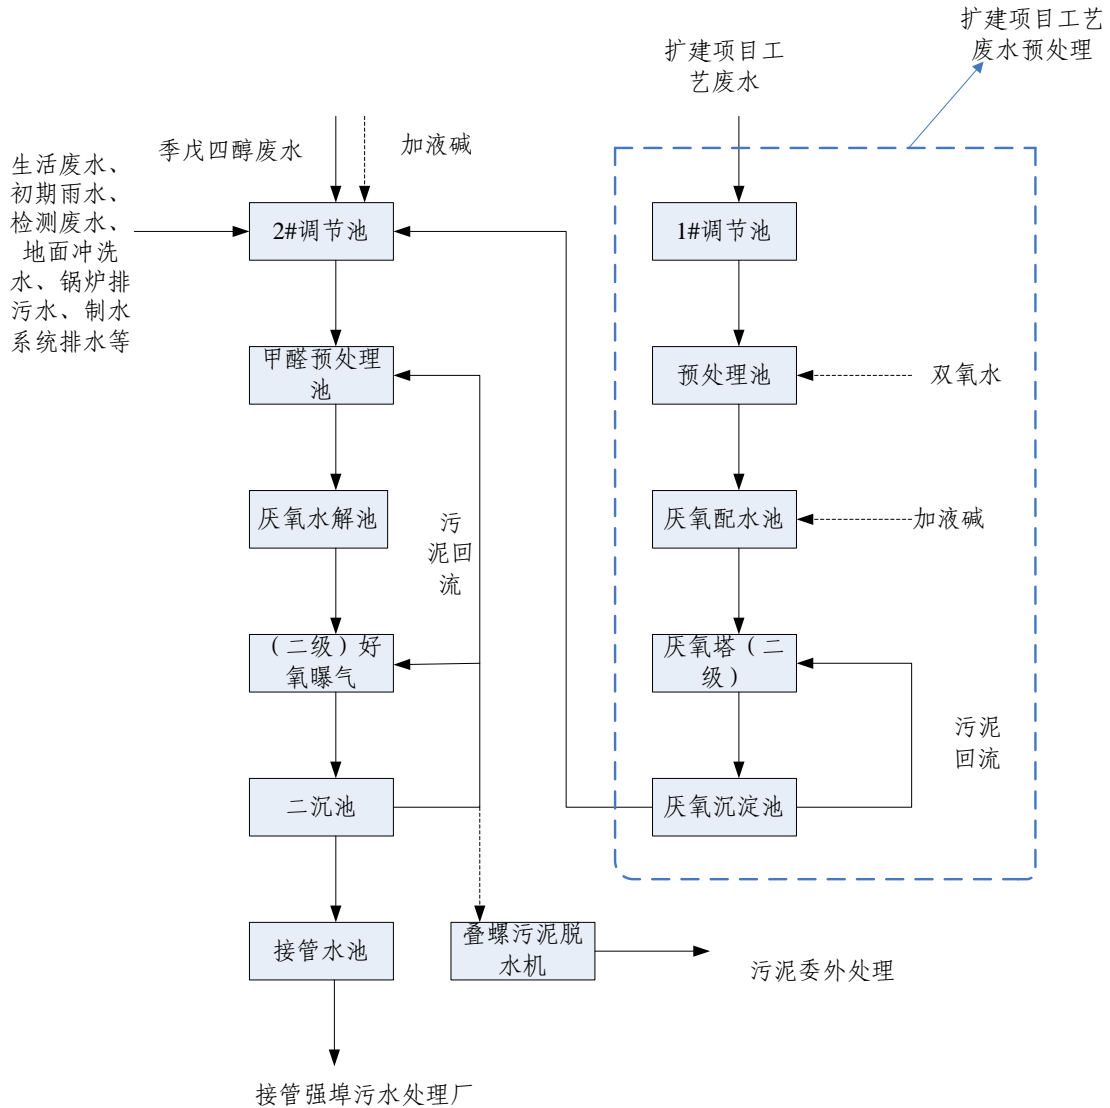 扩建项目工艺
废水预处理
扩建项目工
艺废水
季戊四醇废水
加液碱
生活废水、
初期雨水、
检测废水、
地面冲洗
水、锅炉排
污水、制水
系统排水等
2#调节池
1#调节池
甲醛预处理
池
预处理池
双氧水
厌氧水解池
污
泥回
流
厌氧配水池
加液碱
（二级）好
氧曝气
厌氧塔（二
级）
污泥
回流
二沉池
厌氧沉淀池
接管水池
叠螺污泥脱
水机
污泥委外处理
接管强埠污水处理厂